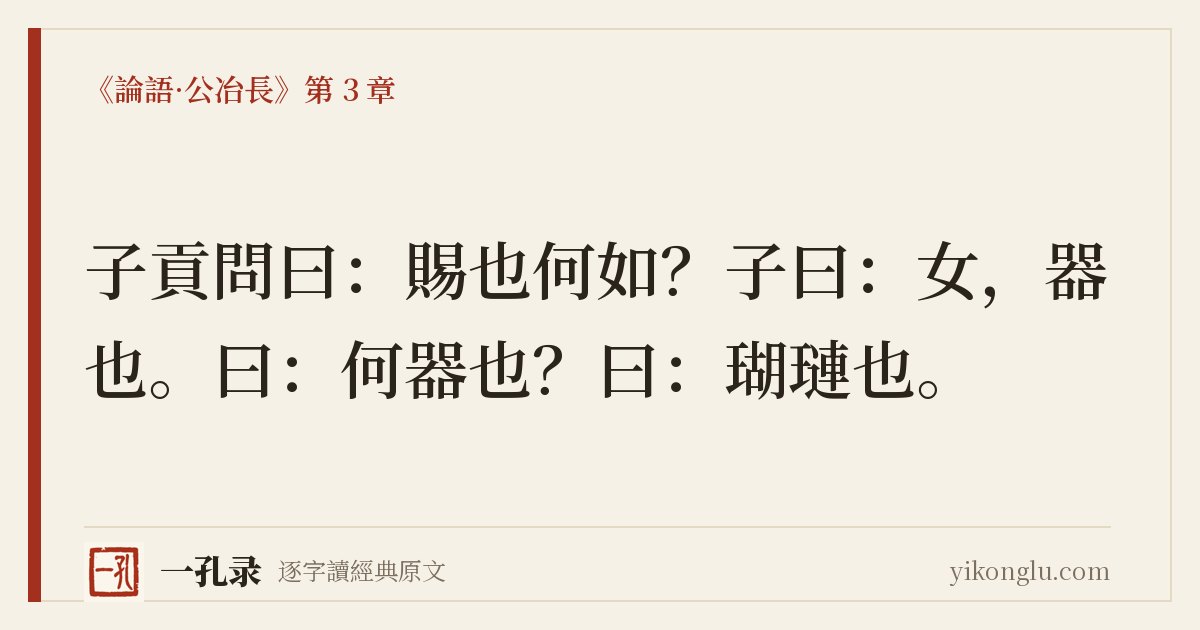 《論語·公冶長》第 3 章
子貢問曰：賜也何如？子曰：女，器
也。曰：何器也？曰：瑚璉也。
一孔
一孔录 逐字讀經典原文
yikonglu.com